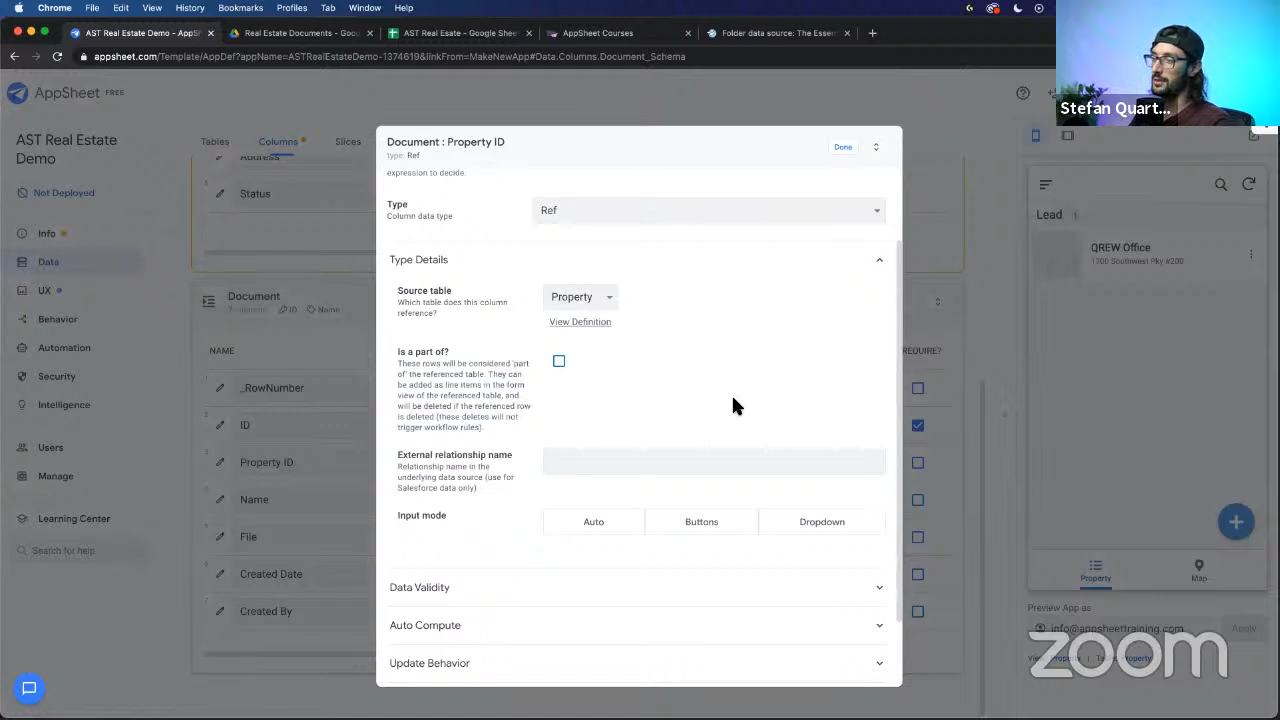 Chrome File Edit View History Bookmarks Profiles Tab Window Help
AST Real Estate Demo - AppSh
Real Estate Documents - Goog
AST Real Esate - Google Shee
AppSheet Courses
Folder data source: The Essen
appsheet.com/Template/AppDef?appName=ASTRealEstateDemo-1374619&linkFrom=MakeNewApp#Data.Columns.Document_Schema
Stefan Quart...
AppSheet FREE
AST Real Estate
Demo
Not Deployed
Info
Data
UX
Behavior
Automation
Security
Intelligence
Users
Manage
Learning Center
Search for help
Tables Columns Slices
Address
Status
Document
ID Name
NAME
REQUIRE?
_RowNumber
ID
Property ID
Name
File
Created Date
Created By
Document : Property ID
type: Ref
Done
expression to decide.
Type
Column data type
Ref
Type Details
Source table
Which table does this column
reference?
Property
View Definition
Is a part of?
These rows will be considered 'part
of' the referenced table. They can
be added as line items in the form
view of the referenced table, and
will be deleted if the referenced row
is deleted (these deletes will not
trigger workflow rules).
External relationship name
Relationship name in the
underlying data source (use for
Salesforce data only)
Input mode
Auto Buttons Dropdown
Data Validity
Auto Compute
Update Behavior
Lead 1
QREW Office
1700 Southwest Pky #200
Property Map
Preview App as
info@appsheettraining.com Apply
Property | Property
zoom